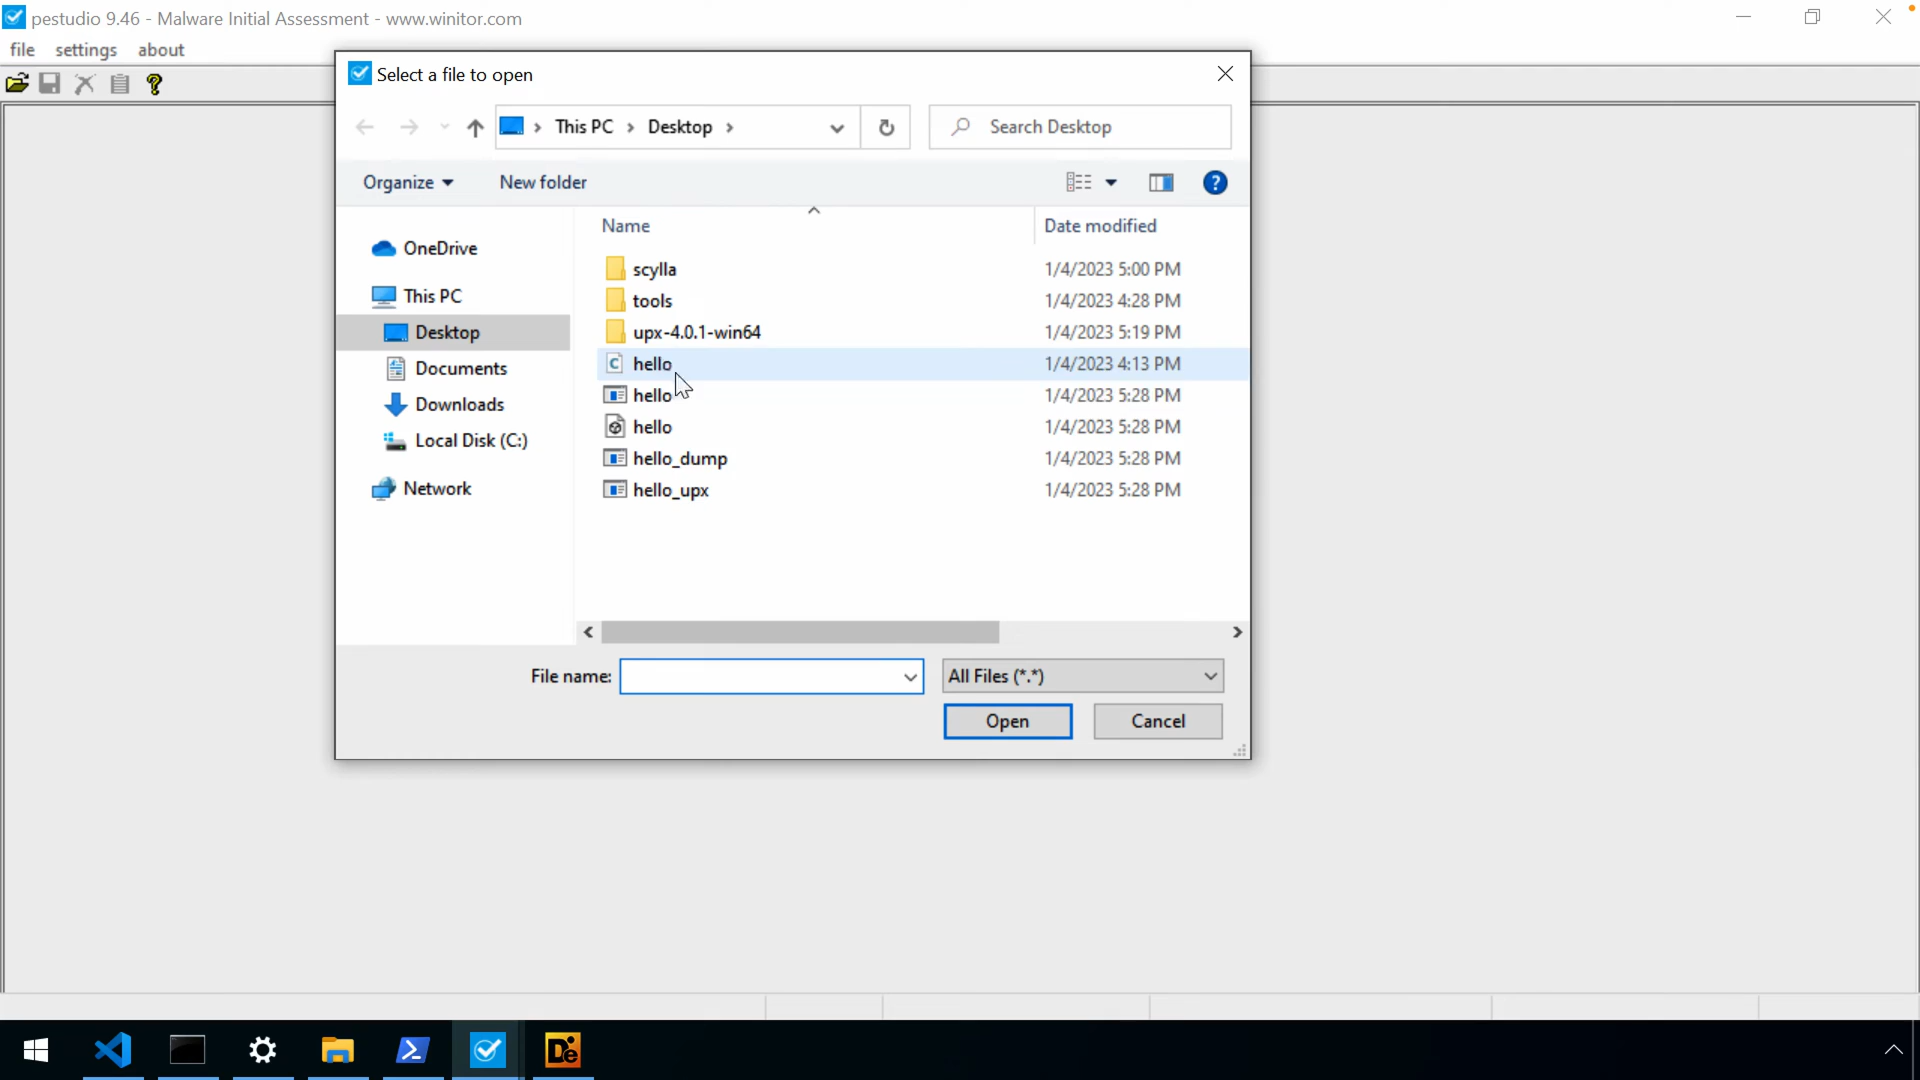 pestudio 9.46 - Malware Initial Assessment - www.winitor.com
file settings about
Select a file to open
This PC Desktop
Search Desktop
Organize New folder
Name Date modified
OneDrive
This PC
Desktop
Documents
Downloads
Local Disk (C:)
Network
scylla 1/4/2023 5:00 PM
tools 1/4/2023 4:28 PM
upx-4.0.1-win64 1/4/2023 5:19 PM
hello 1/4/2023 4:13 PM
hello 1/4/2023 5:28 PM
hello 1/4/2023 5:28 PM
hello_dump 1/4/2023 5:28 PM
hello_upx 1/4/2023 5:28 PM
File name: All Files (*.*)
Open Cancel
De